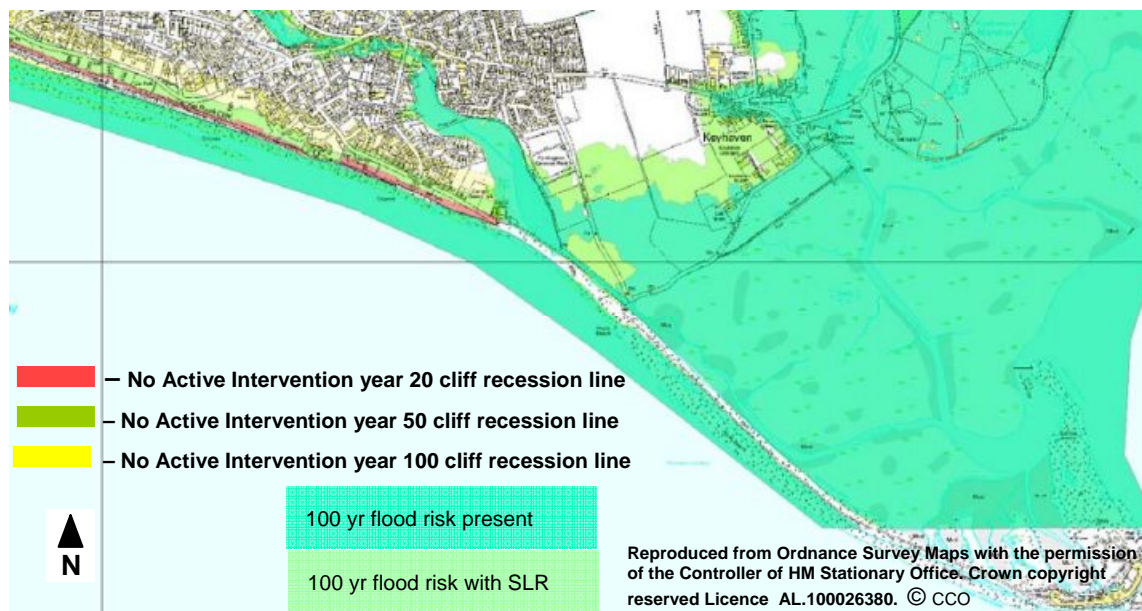 Keyhaven
– No Active Intervention year 20 cliff recession line
– No Active Intervention year 50 cliff recession line
– No Active Intervention year 100 cliff recession line
N
100 yr flood risk present
100 yr flood risk with SLR
Reproduced from Ordnance Survey Maps with the permission
of the Controller of HM Stationary Office. Crown copyright
reserved Licence AL.100026380. © CCO